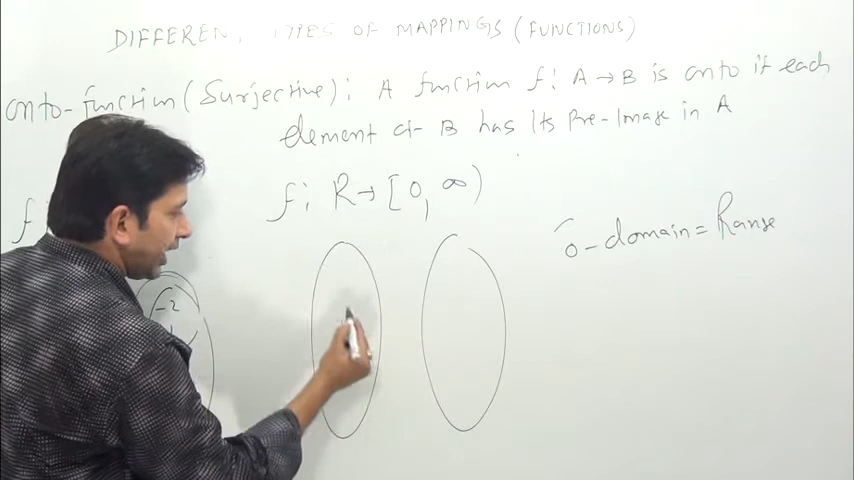 DIFFERENT TYPES OF MAPPINGS (FUNCTIONS)
onto-function (Surjective): A function f: A→B is onto if each
element of B has Its Pre-Image in A
f: R→[0, ∞)
o-domain = Range
f:
-2